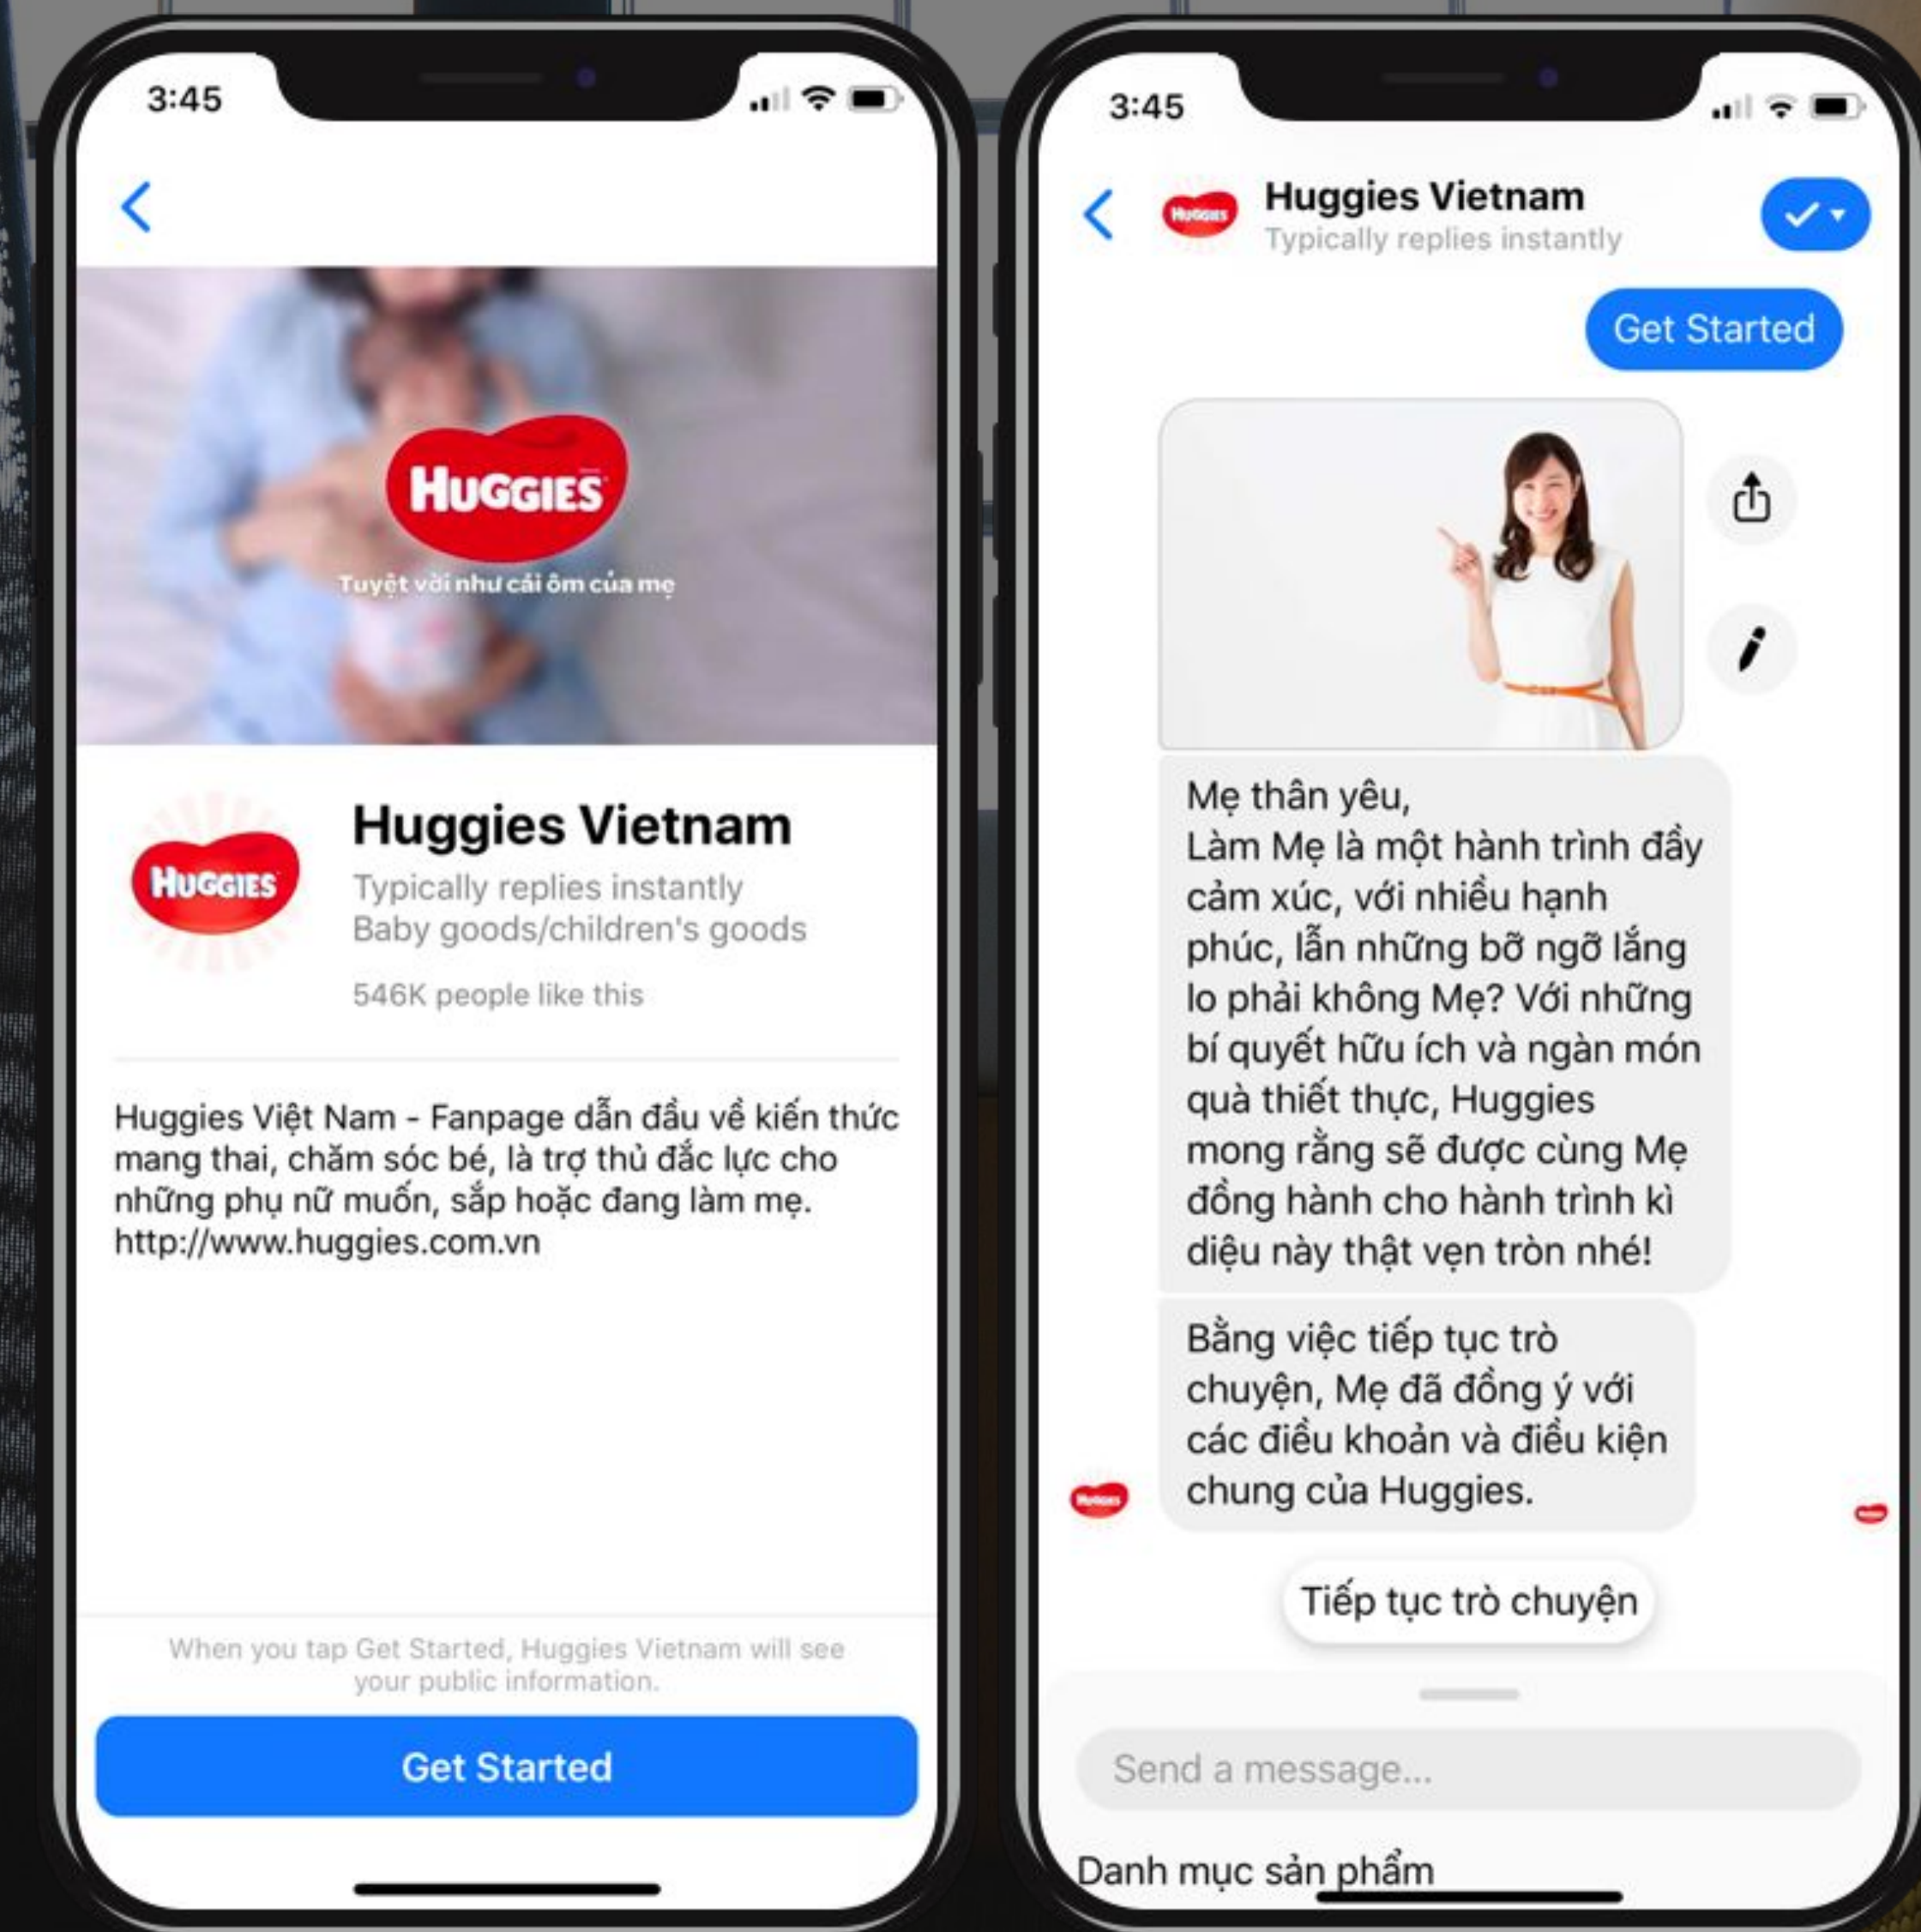 3:45
HUGGIES
Tuyệt vời như cái ôm của mẹ
HUGGIES
Huggies Vietnam
Typically replies instantly
Baby goods/children's goods
546K people like this
Huggies Việt Nam - Fanpage dẫn đầu về kiến thức
mang thai, chăm sóc bé, là trợ thủ đắc lực cho
những phụ nữ muốn, sắp hoặc đang làm mẹ.
http://www.huggies.com.vn
When you tap Get Started, Huggies Vietnam will see
your public information.
Get Started
3:45
HUGGIES
Huggies Vietnam
Typically replies instantly
Get Started
Mẹ thân yêu,
Làm Mẹ là một hành trình đầy
cảm xúc, với nhiều hạnh
phúc, lẫn những bỡ ngỡ lắng
lo phải không Mẹ? Với những
bí quyết hữu ích và ngàn món
quà thiết thực, Huggies
mong rằng sẽ được cùng Mẹ
đồng hành cho hành trình kì
diệu này thật vẹn tròn nhé!
Bằng việc tiếp tục trò
chuyện, Mẹ đã đồng ý với
các điều khoản và điều kiện
chung của Huggies.
HUGGIES
Tiếp tục trò chuyện
Send a message...
Danh mục sản phẩm